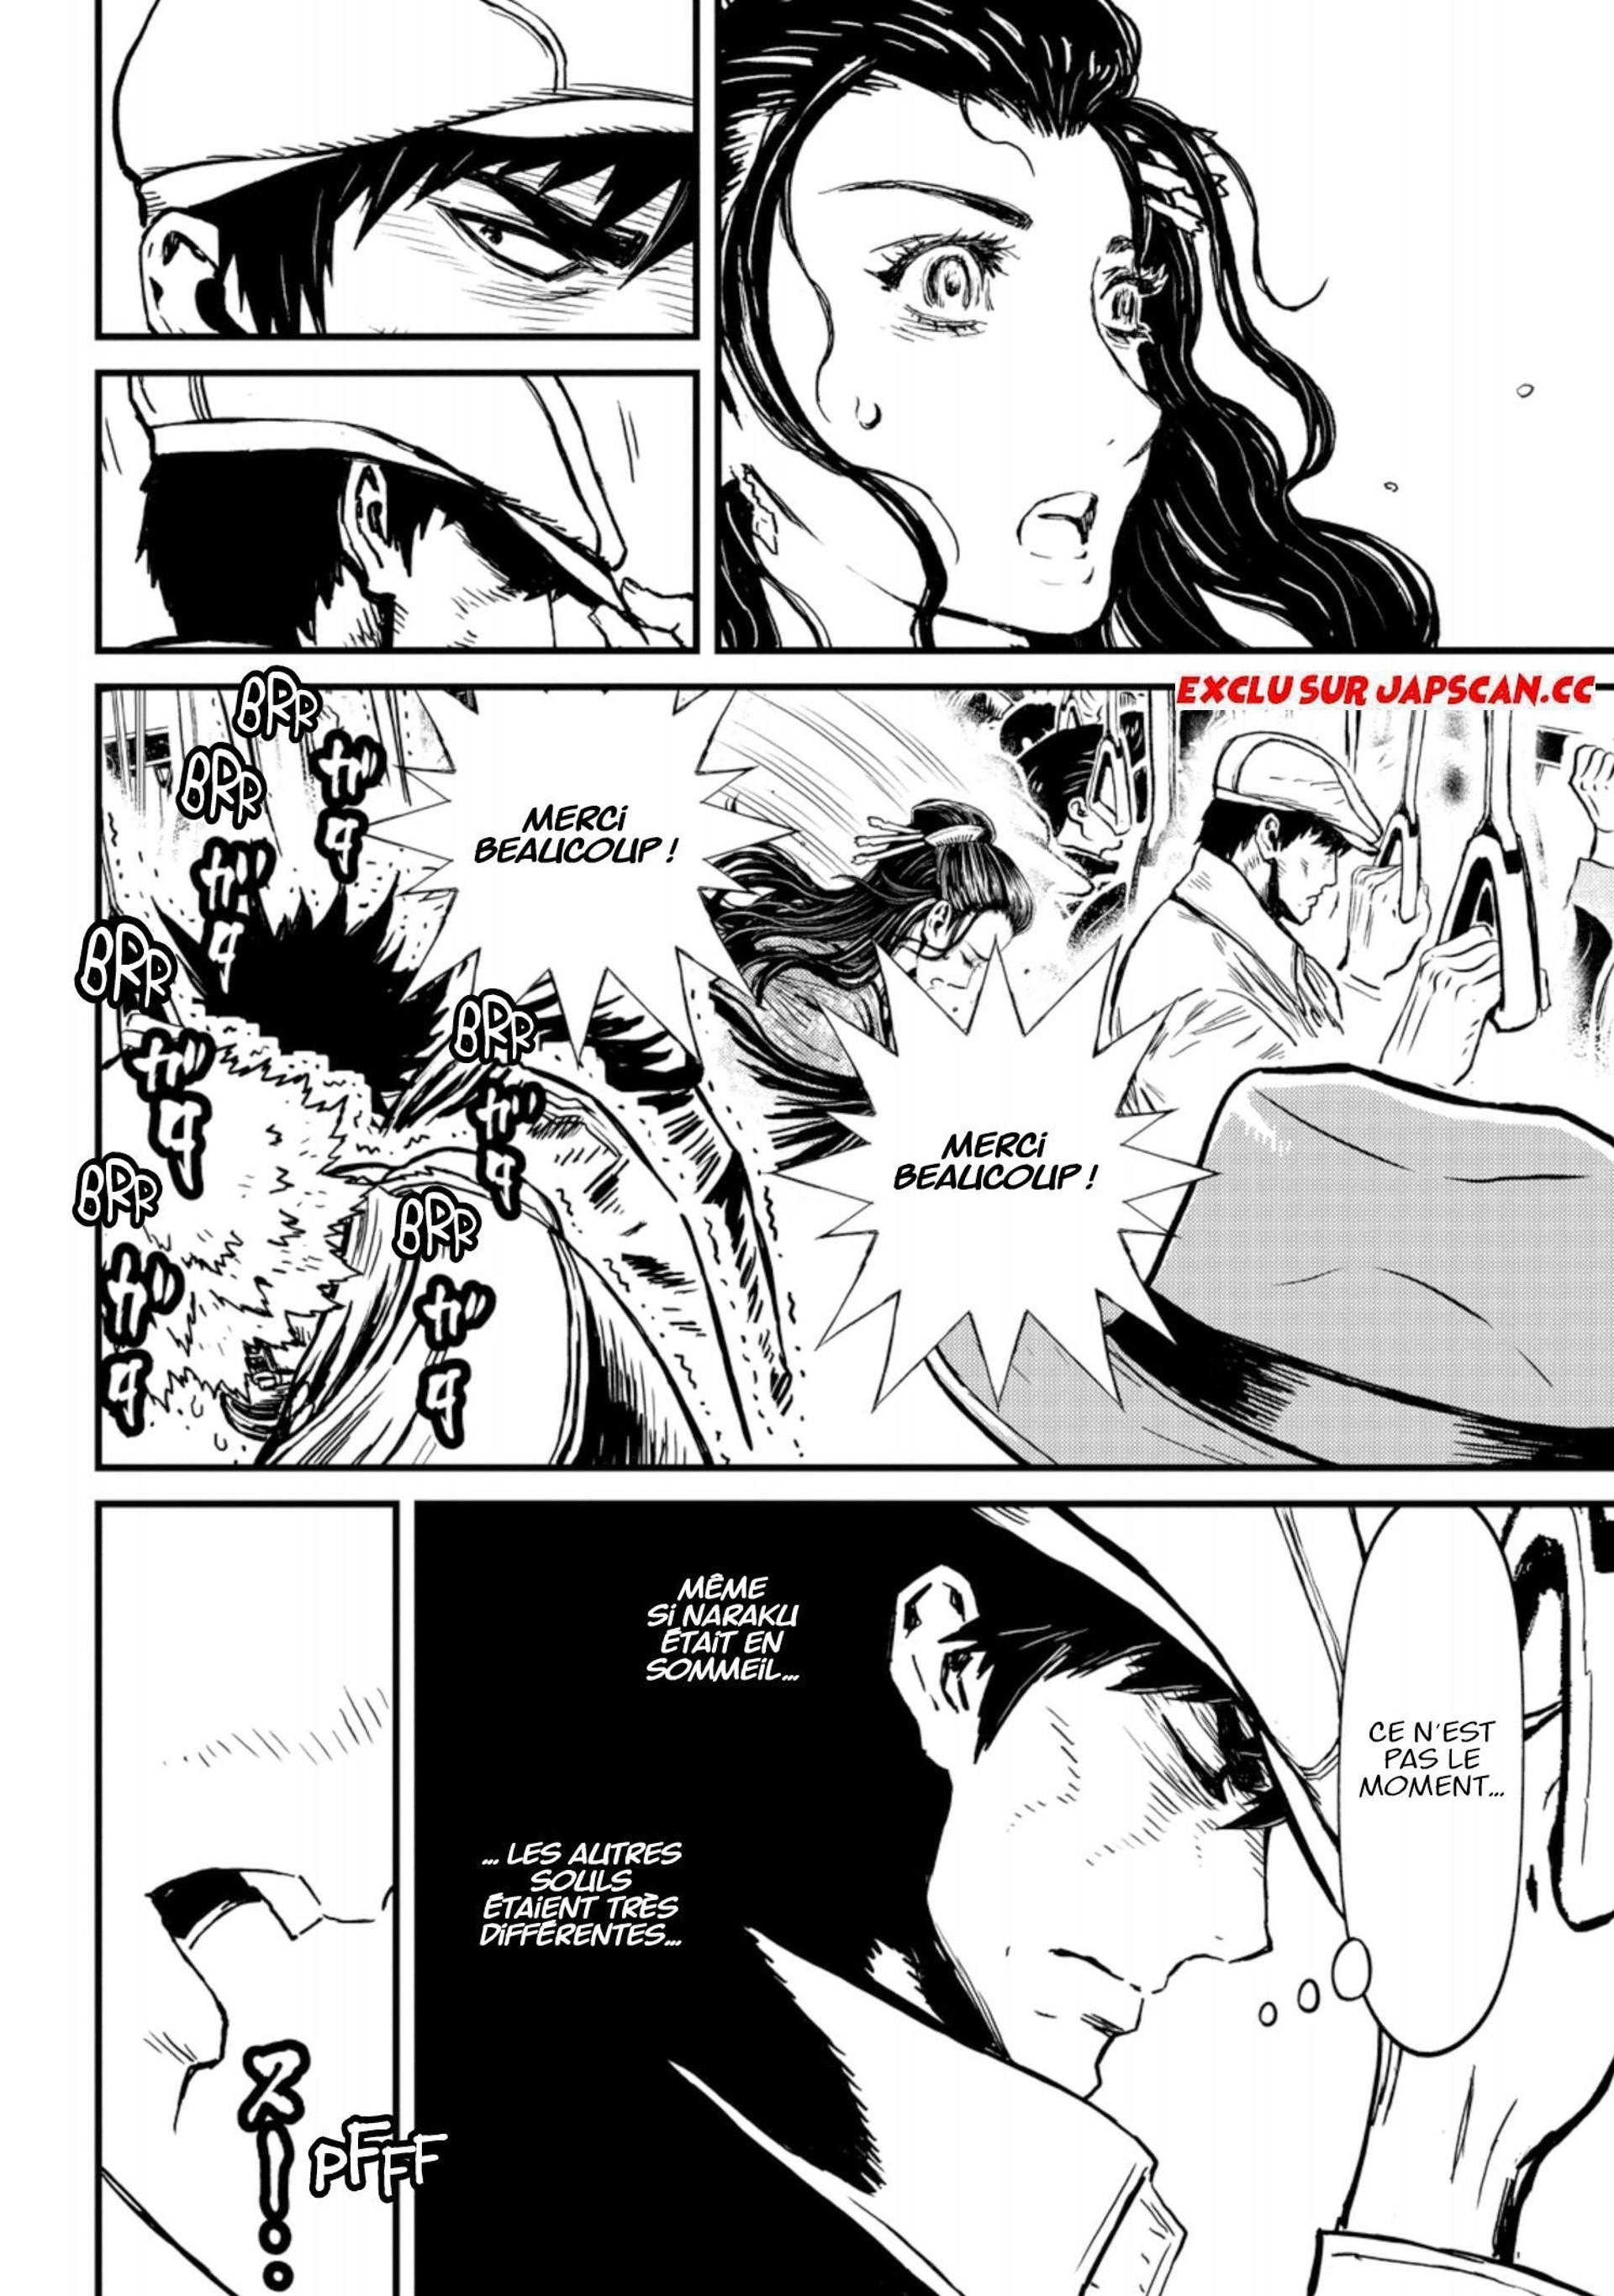 EXCLU SUR JAPSCAN.CC
MERCI
BEAUCOUP !
MERCI
BEAUCOUP !
BRR
ガタ
BRR
ガタ
BRR
ガタ
BRR
ガタ
BRR
ガタ
BRR
ガタ
CE N'EST
PAS LE
MOMENT...
MÊME
SI NARAKU
ÉTAIT EN
SOMMEIL...
... LES AUTRES
SOULS
ÉTAIENT TRÈS
DIFFÉRENTES...
スー...
PFFF